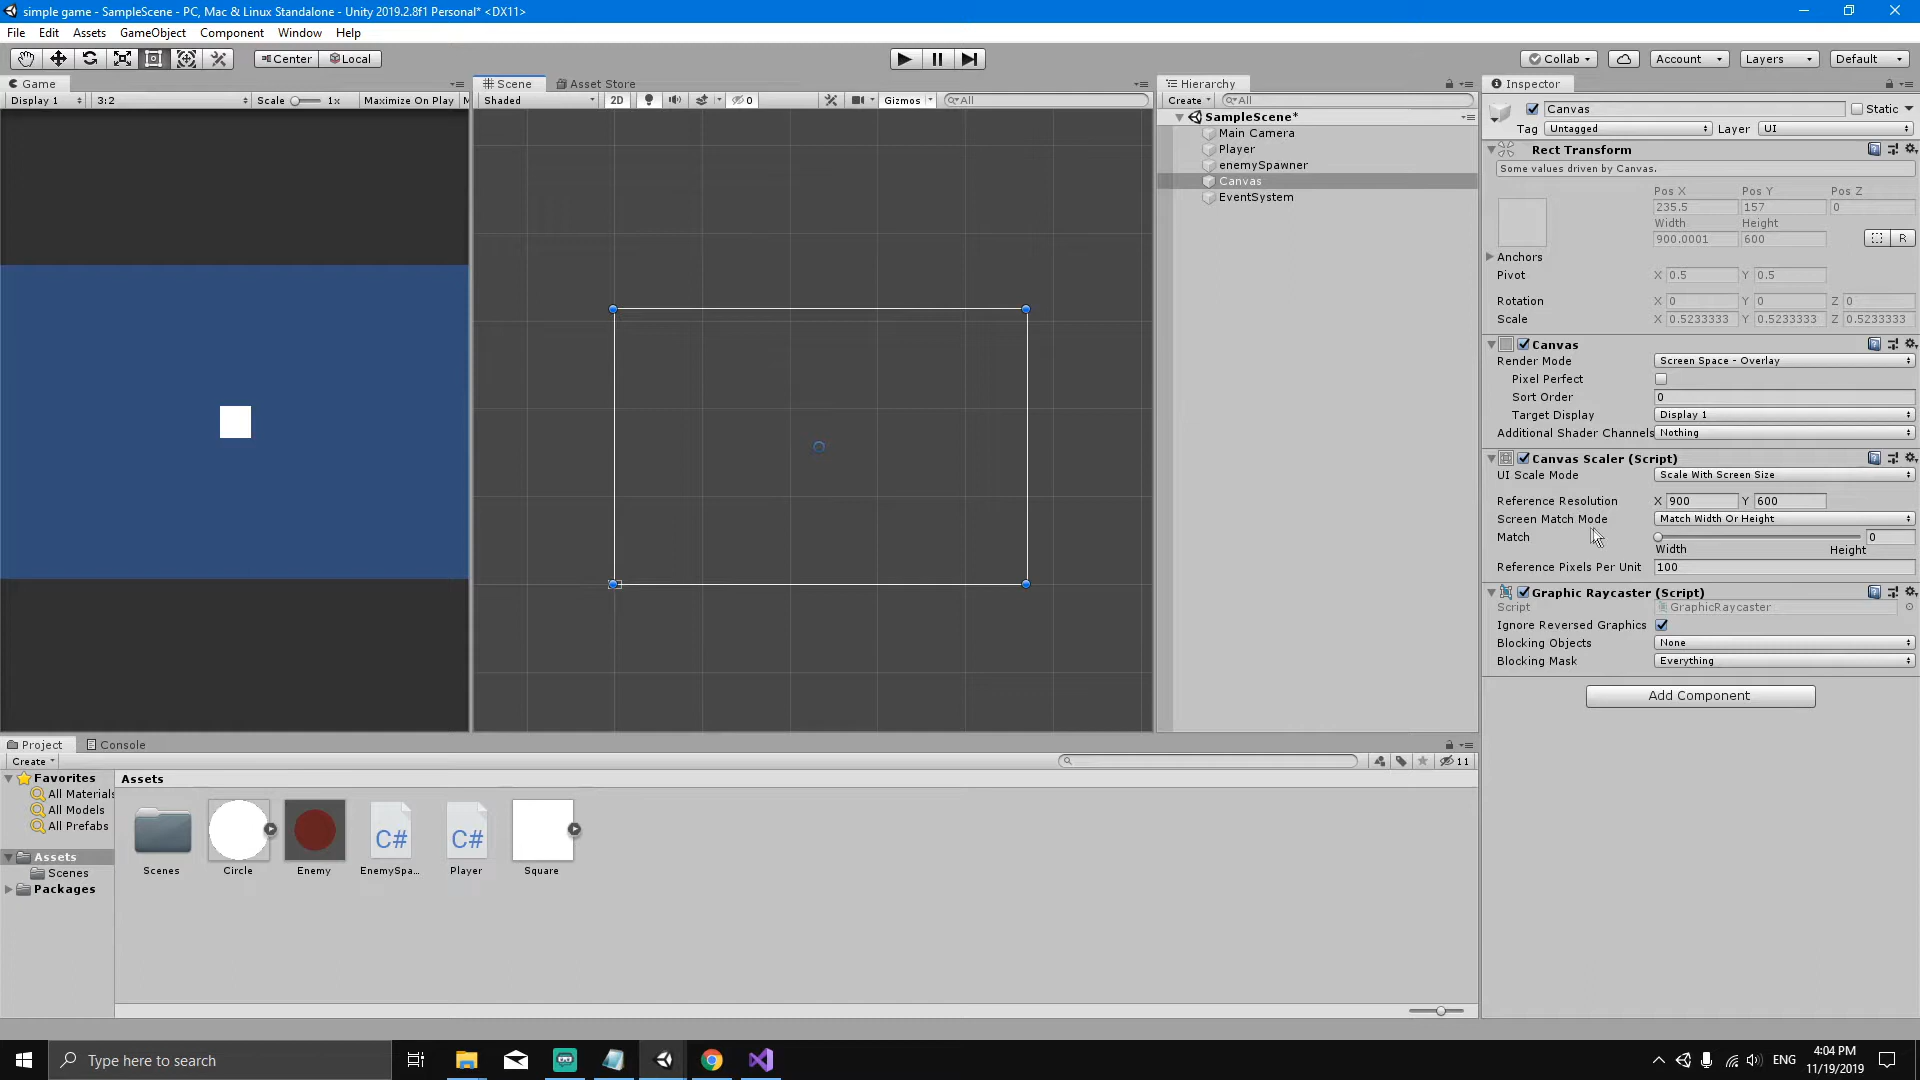 simple game - SampleScene - PC, Mac & Linux Standalone - Unity 2019.2.8f1 Personal* <DX11>
File Edit Assets GameObject Component Window Help
Center Local Collab Account Layers Default
Game Scene Asset Store Hierarchy Inspector
Display 1 3:2 Scale 1x Maximize On Play M Shaded 2D 0 Gizmos All Create All
Canvas Static
Tag Untagged Layer UI
SampleScene*
Main Camera
Player
enemySpawner
Canvas
EventSystem
Rect Transform
Some values driven by Canvas.
Pos X Pos Y Pos Z
235.5 157 0
Width Height
900.0001 600 R
Anchors
Pivot X 0.5 Y 0.5
Rotation X 0 Y 0 Z 0
Scale X 0.5233333 Y 0.5233333 Z 0.5233333
Canvas
Render Mode Screen Space - Overlay
Pixel Perfect
Sort Order 0
Target Display Display 1
Additional Shader Channels Nothing
Canvas Scaler (Script)
UI Scale Mode Scale With Screen Size
Reference Resolution X 900 Y 600
Screen Match Mode Match Width Or Height
Match 0
Width Height
Reference Pixels Per Unit 100
Graphic Raycaster (Script)
Script GraphicRaycaster
Ignore Reversed Graphics
Blocking Objects None
Blocking Mask Everything
Add Component
Project Console
Create 11
Favorites
All Materials
All Models
All Prefabs
Assets
Scenes
Packages
Assets
C# C#
Scenes Circle Enemy EnemySpa... Player Square
Type here to search
ENG
4:04 PM
11/19/2019